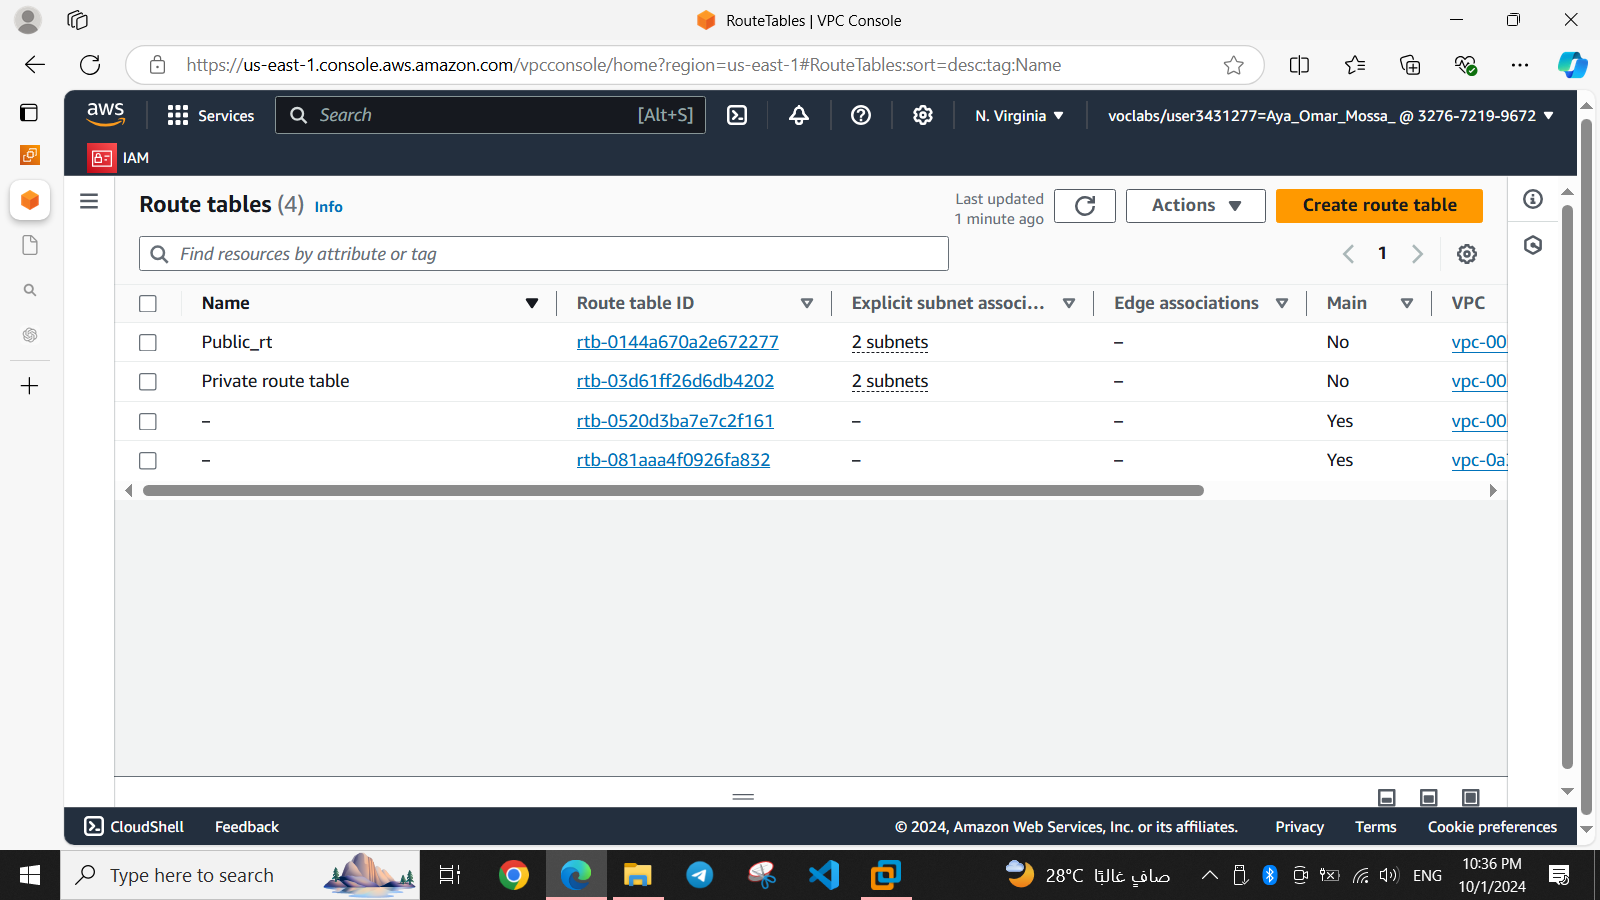 RouteTables | VPC Console
https://us-east-1.console.aws.amazon.com/vpcconsole/home?region=us-east-1#RouteTables:sort=desc:tag:Name
aws
Services
Search
[Alt+S]
N. Virginia
voclabs/user3431277=Aya_Omar_Mossa_ @ 3276-7219-9672
IAM
Route tables (4) Info
Last updated
1 minute ago
Actions
Create route table
Find resources by attribute or tag
1
Name Route table ID Explicit subnet associ... Edge associations Main VPC
Public_rt rtb-0144a670a2e672277 2 subnets – No vpc-00
Private route table rtb-03d61ff26d6db4202 2 subnets – No vpc-00
– rtb-0520d3ba7e7c2f161 – – Yes vpc-00
– rtb-081aaa4f0926fa832 – – Yes vpc-0a
CloudShell Feedback © 2024, Amazon Web Services, Inc. or its affiliates. Privacy Terms Cookie preferences
Type here to search
28°C صافٍ غالبًا
ENG
10:36 PM
10/1/2024